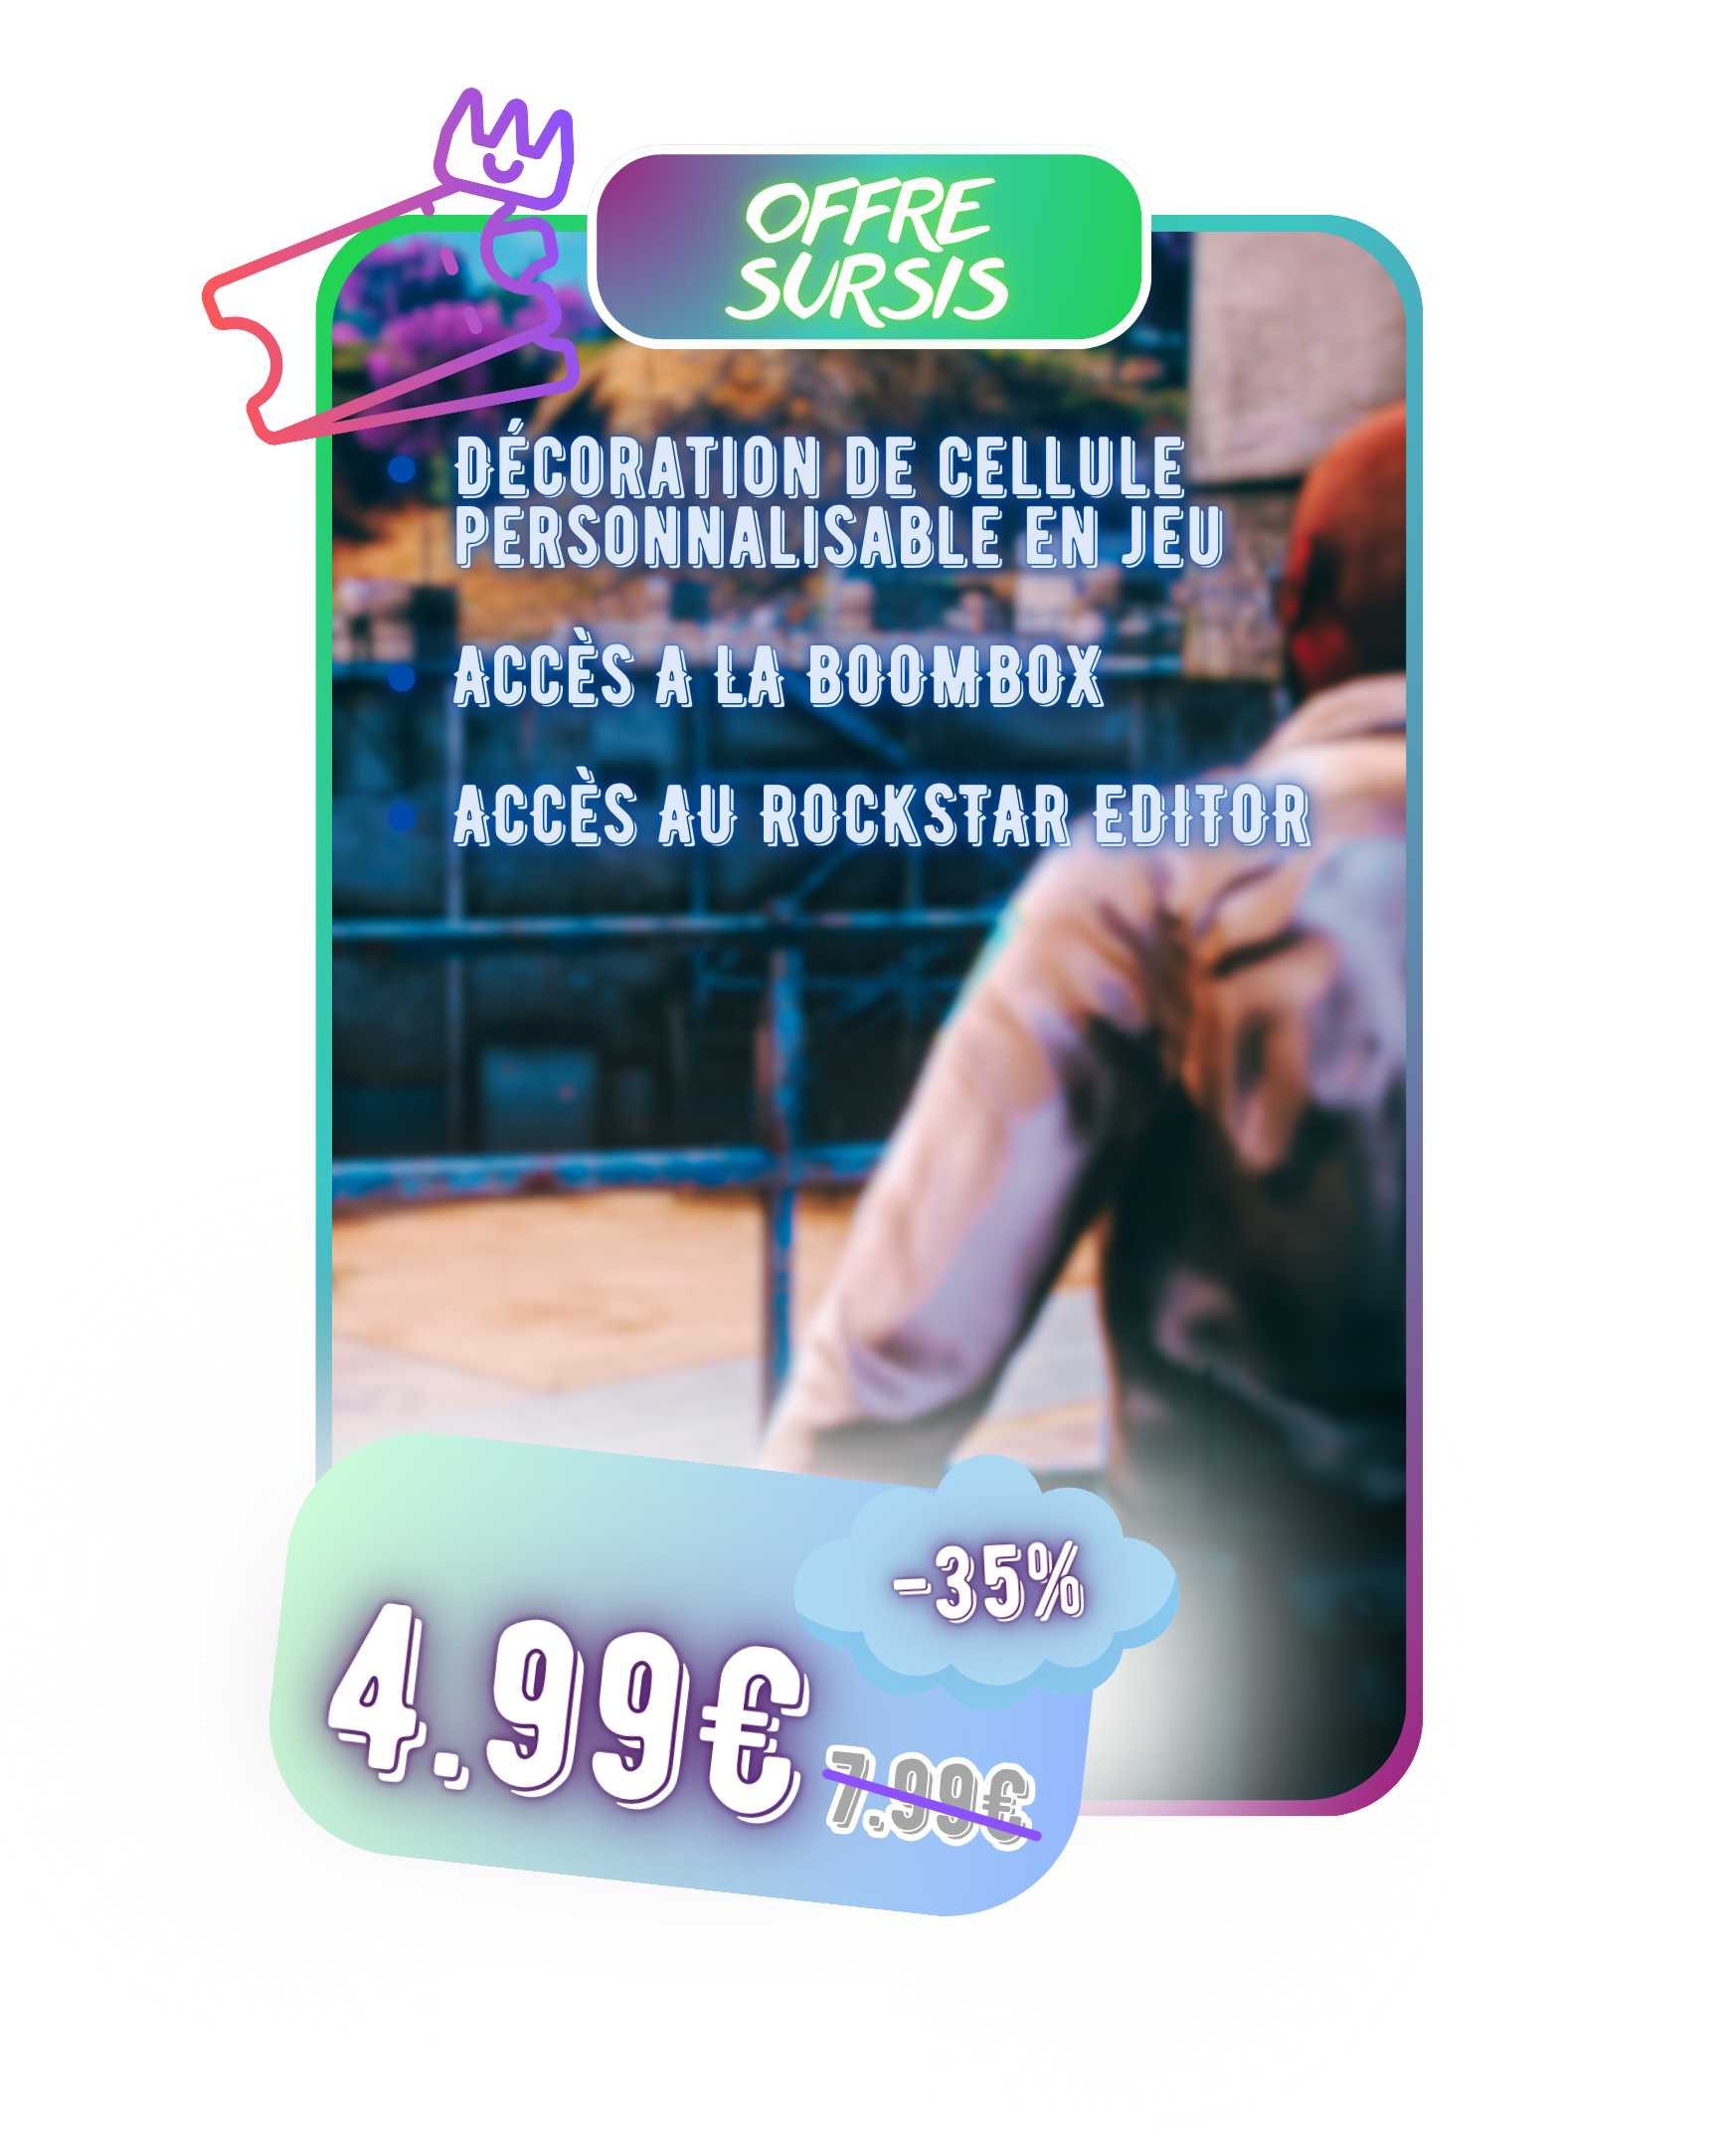 OFFRE
SURSIS
DÉCORATION DE CELLULE
PERSONNALISABLE EN JEU
ACCÈS A LA BOOMBOX
ACCÈS AU ROCKSTAR EDITOR
-35%
4.99€
7.99€